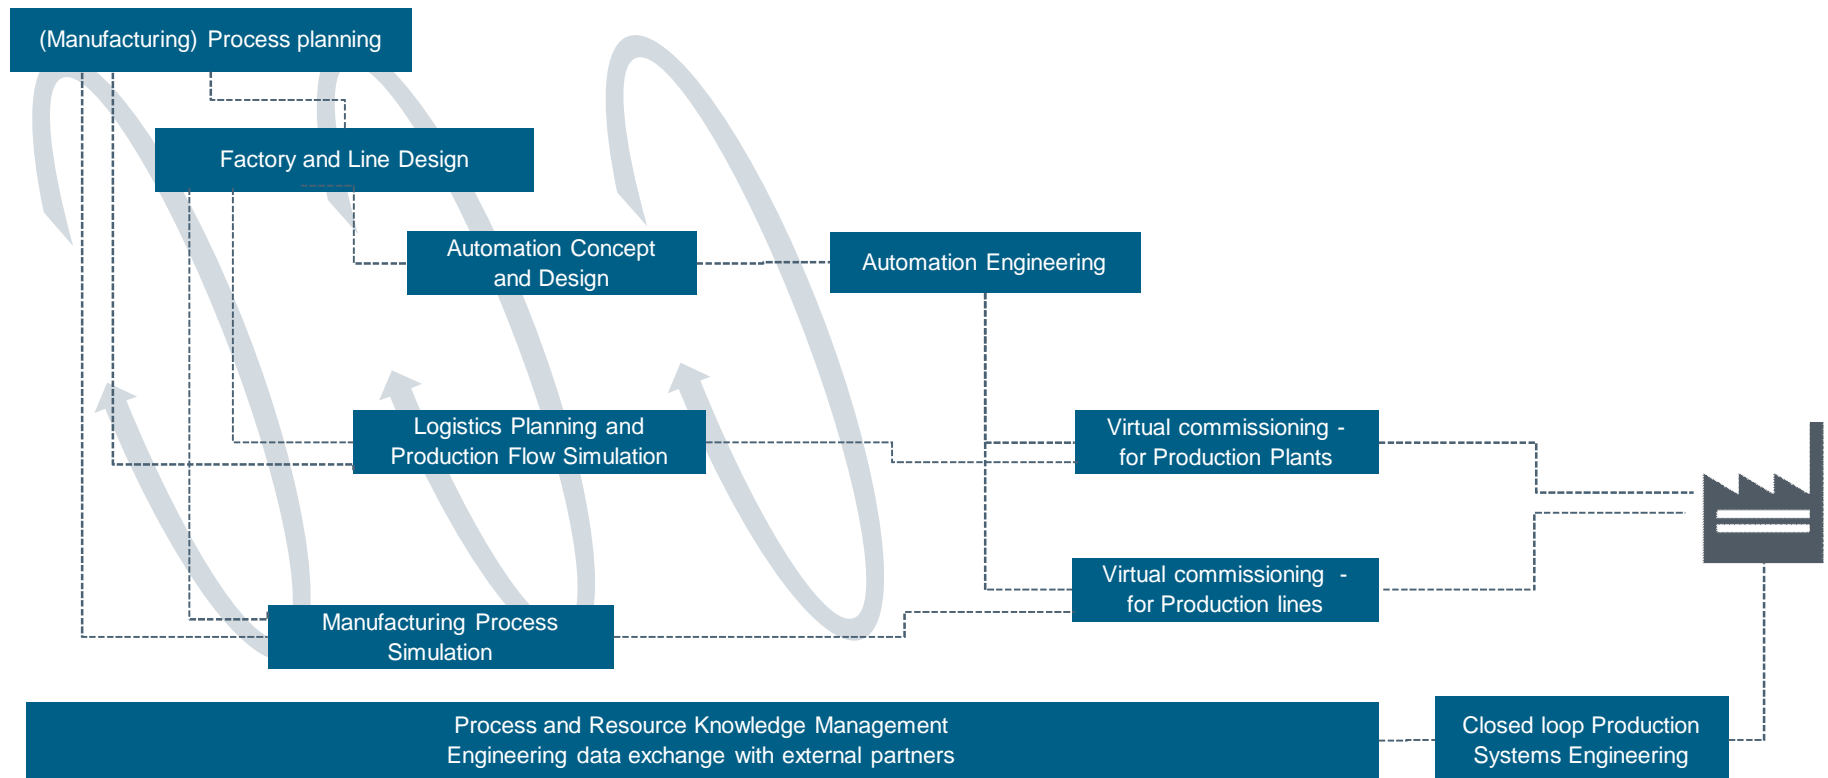 (Manufacturing) Process planning
Factory and Line Design
Automation Concept
and Design
Automation Engineering
Logistics Planning and
Production Flow Simulation
Virtual commissioning -
for Production Plants
Virtual commissioning -
for Production lines
Manufacturing Process
Simulation
Process and Resource Knowledge Management
Engineering data exchange with external partners
Closed loop Production
Systems Engineering